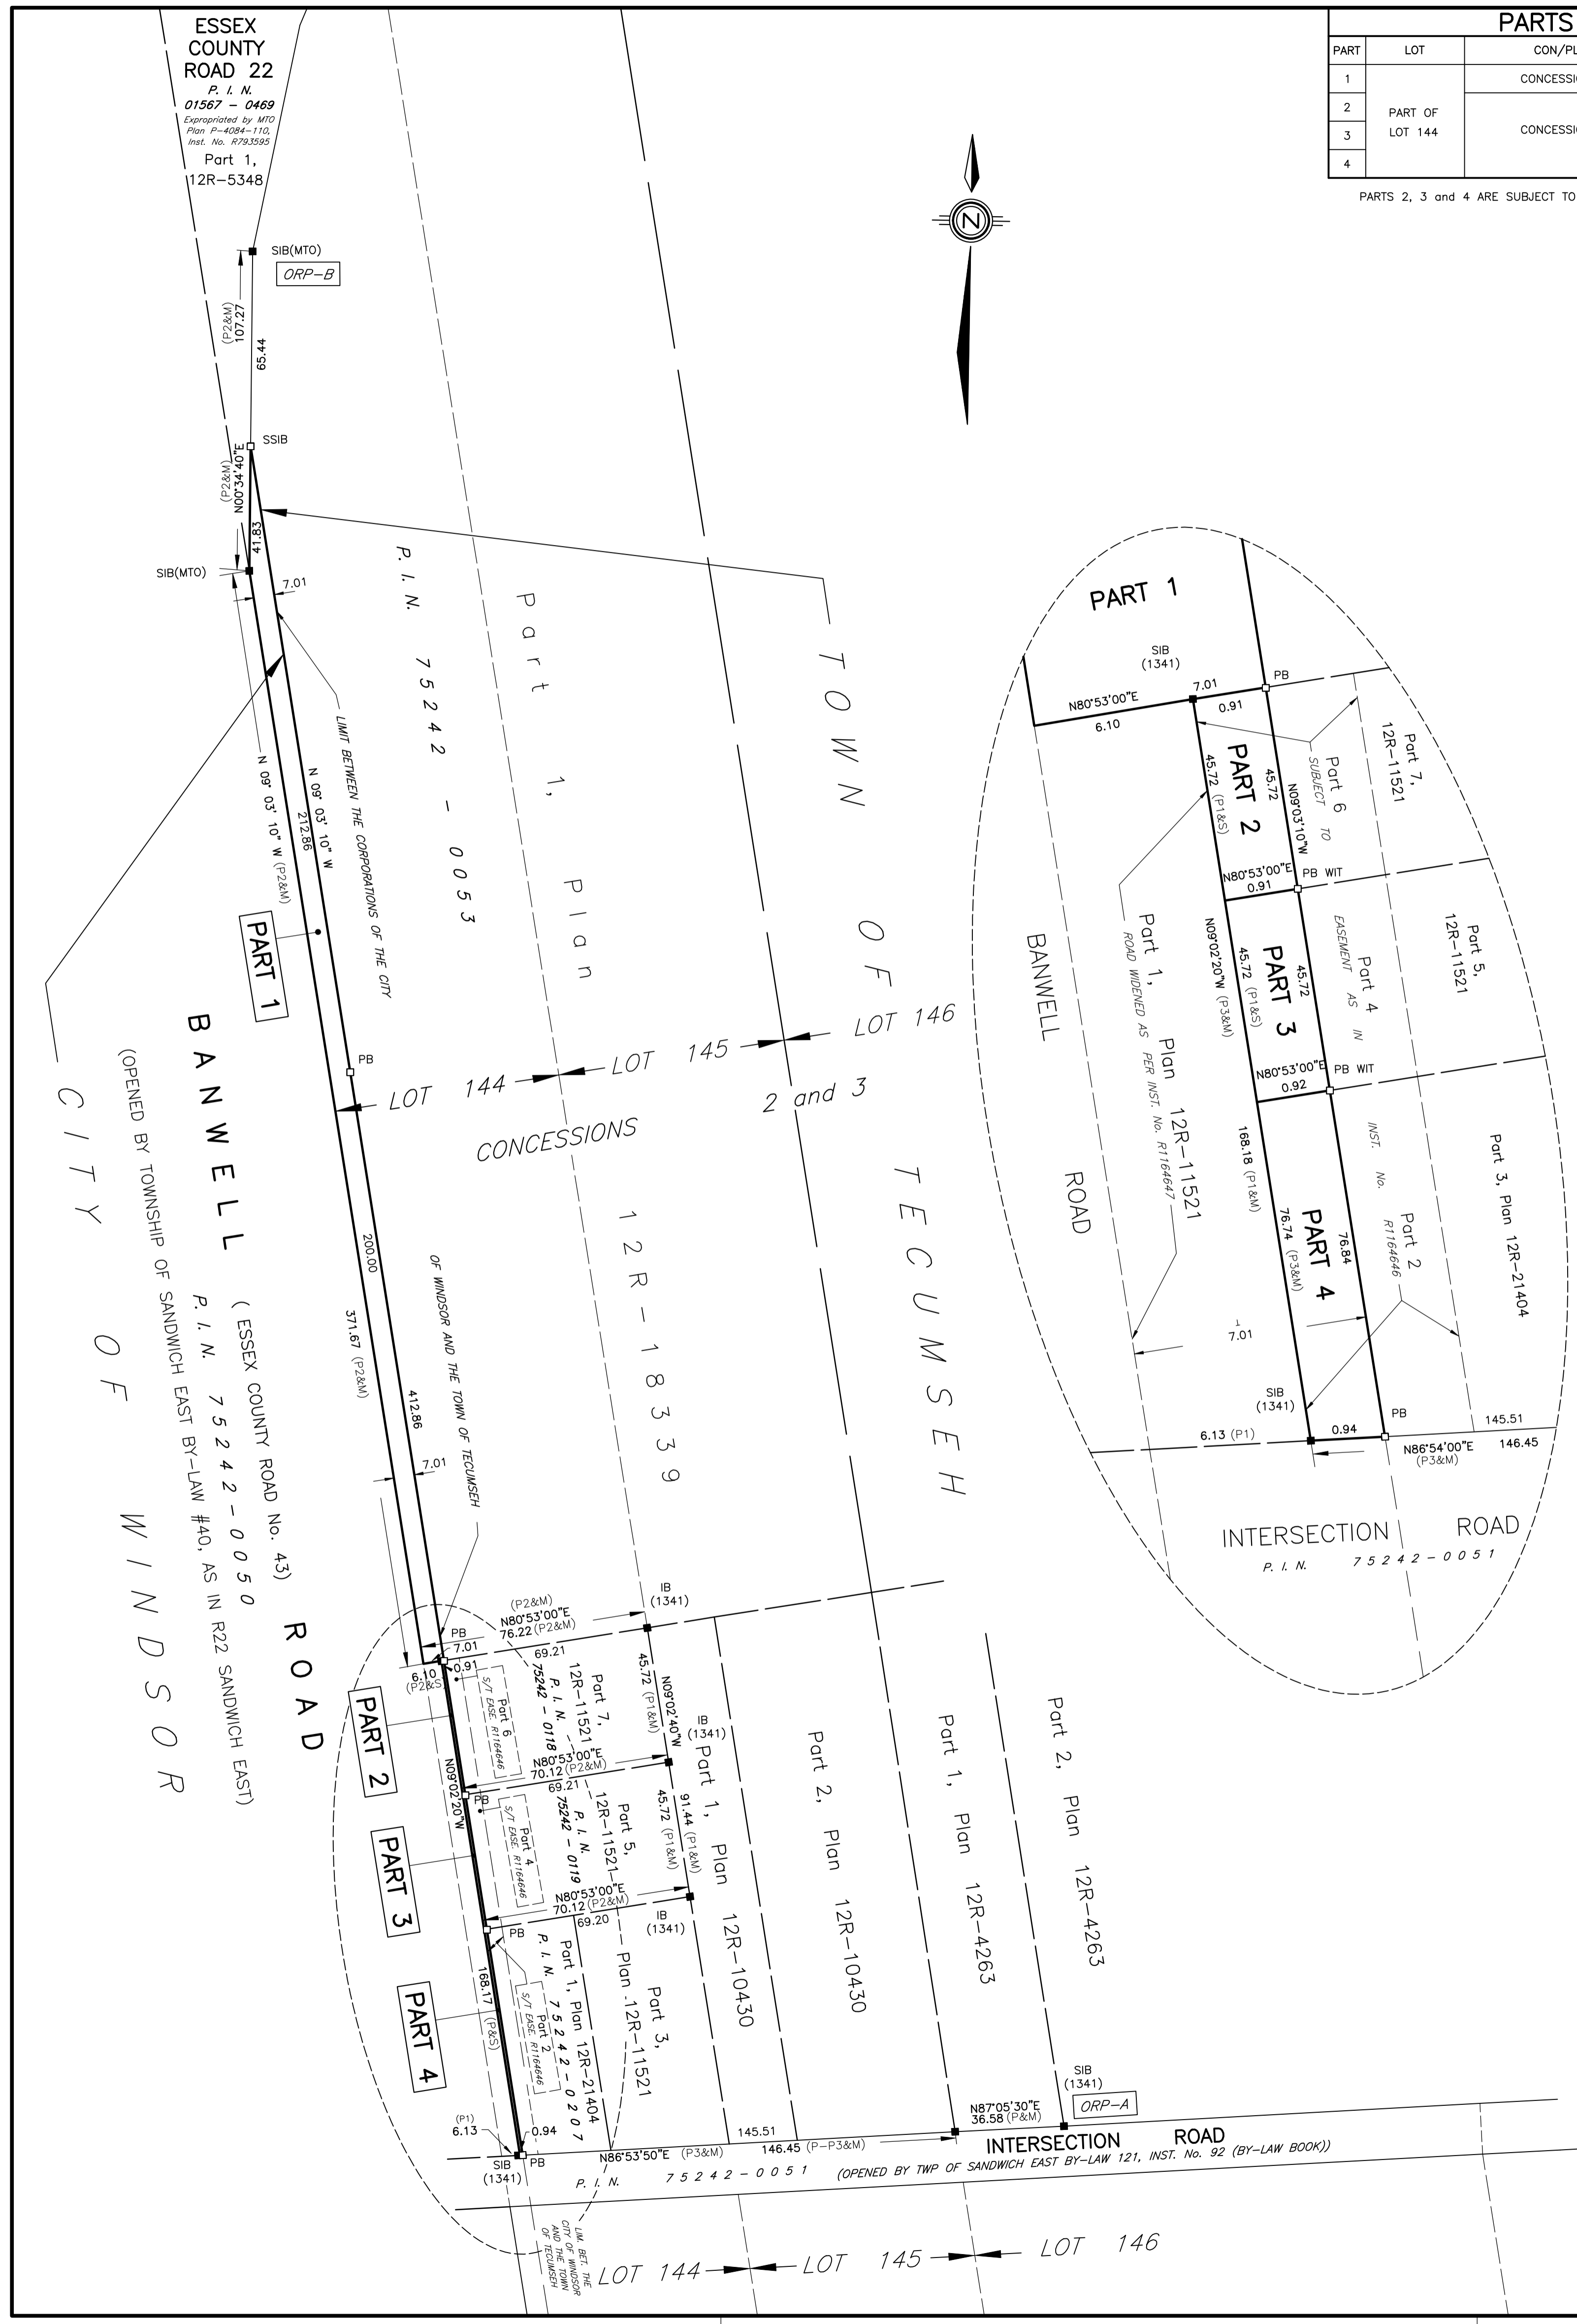 ESSEX
COUNTY
ROAD 22
P. I. N.
01567 - 0469
Expropriated by MTO
Plan P-4084-110,
Inst. No. R793595
Part 1,
12R-5348
PARTS
PART LOT CON/PL
1 CONCESSI
2
3
4
PART OF
LOT 144
CONCESSI
PARTS 2, 3 and 4 ARE SUBJECT TO
N
SIB(MTO)
ORP-B
107.27
(P2&M)
65.44
SSIB
N00°34'40"E
(P2&M)
41.83
SIB(MTO)
7.01
N 09° 03' 10" W (P2&M)
N 09° 03' 10" W
212.86
LIMIT BETWEEN THE CORPORATIONS OF THE CITY
OF WINDSOR AND THE TOWN OF TECUMSEH
P. I. N. 75242 - 0053
Part 1, Plan 12R-18339
TOWN OF TECUMSEH
PART 1
PB
LOT 144
LOT 145
LOT 146
CONCESSIONS 2 and 3
200.00
371.67 (P2&M)
412.86
7.01
BANWELL ROAD
( ESSEX COUNTY ROAD No. 43)
P. I. N. 75242-0050
(OPENED BY TOWNSHIP OF SANDWICH EAST BY-LAW #40, AS IN R22 SANDWICH EAST)
CITY OF WINDSOR
PART 1
SIB
(1341)
7.01
PB
N80°53'00"E
6.10
0.91
PART 2
45.72 (P1&S)
45.72
N09°03'10"W
Part 6
SUBJECT TO
Part 7,
12R-11521
N80°53'00"E
0.91
PB WIT
PART 3
45.72 (P1&S)
45.72
N09°02'20"W (P3&M)
Part 4
EASEMENT AS IN
Part 5,
12R-11521
N80°53'00"E
0.92
PB WIT
168.18 (P1&M)
PART 4
76.74 (P3&M)
76.84
INST. No. R1164646
Part 2
Part 3, Plan 12R-21404
BANWELL ROAD
Part 1, Plan 12R-11521
ROAD WIDENED AS PER INST. No. R1164647
7.01
SIB
(1341)
PB
6.13 (P1)
0.94
145.51
N86°54'00"E
(P3&M)
146.45
INTERSECTION ROAD
P. I. N. 75242-0051
(P2&M)
N80°53'00"E
76.22 (P2&M)
IB
(1341)
PB
7.01
69.21
6.10
(P2&S)
0.91
PART 2
Part 6
S/T EASE. R1164646
Part 7,
12R-11521
P. I. N.
75242 - 0118
N09°02'40"W
45.72 (P1&M)
IB
(1341)
N80°53'00"E
70.12 (P2&M)
69.21
PB
N09°02'20"W
PART 3
Part 4
S/T EASE. R1164646
Part 5,
12R-11521
P. I. N.
75242 - 0119
91.44 (P1&M)
45.72 (P1&M)
N80°53'00"E
70.12 (P2&M)
69.20
IB
(1341)
PB
168.17 (P&S)
PART 4
Part 2
S/T EASE. R1164646
Part 1, Plan 12R-21404
P. I. N. 75242-0207
Part 3,
Plan 12R-11521
Part 1, Plan 12R-10430
Part 2, Plan 12R-10430
Part 1, Plan 12R-4263
Part 2, Plan 12R-4263
(P1)
6.13
0.94
SIB
(1341)
PB
N86°53'50"E (P3&M)
145.51
146.45 (P-P3&M)
N87°05'30"E
36.58 (P&M)
SIB
(1341)
ORP-A
INTERSECTION ROAD
P. I. N. 75242-0051 (OPENED BY TWP OF SANDWICH EAST BY-LAW 121, INST. No. 92 (BY-LAW BOOK))
LIM. BET. THE
CITY OF WINDSOR
AND THE TOWN
OF TECUMSEH
LOT 144
LOT 145
LOT 146